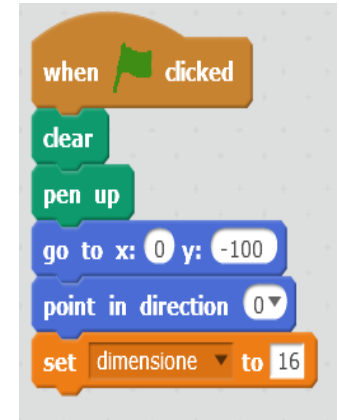 when clicked
clear
pen up
go to x: 0 y: -100
point in direction 0
set dimensione to 16